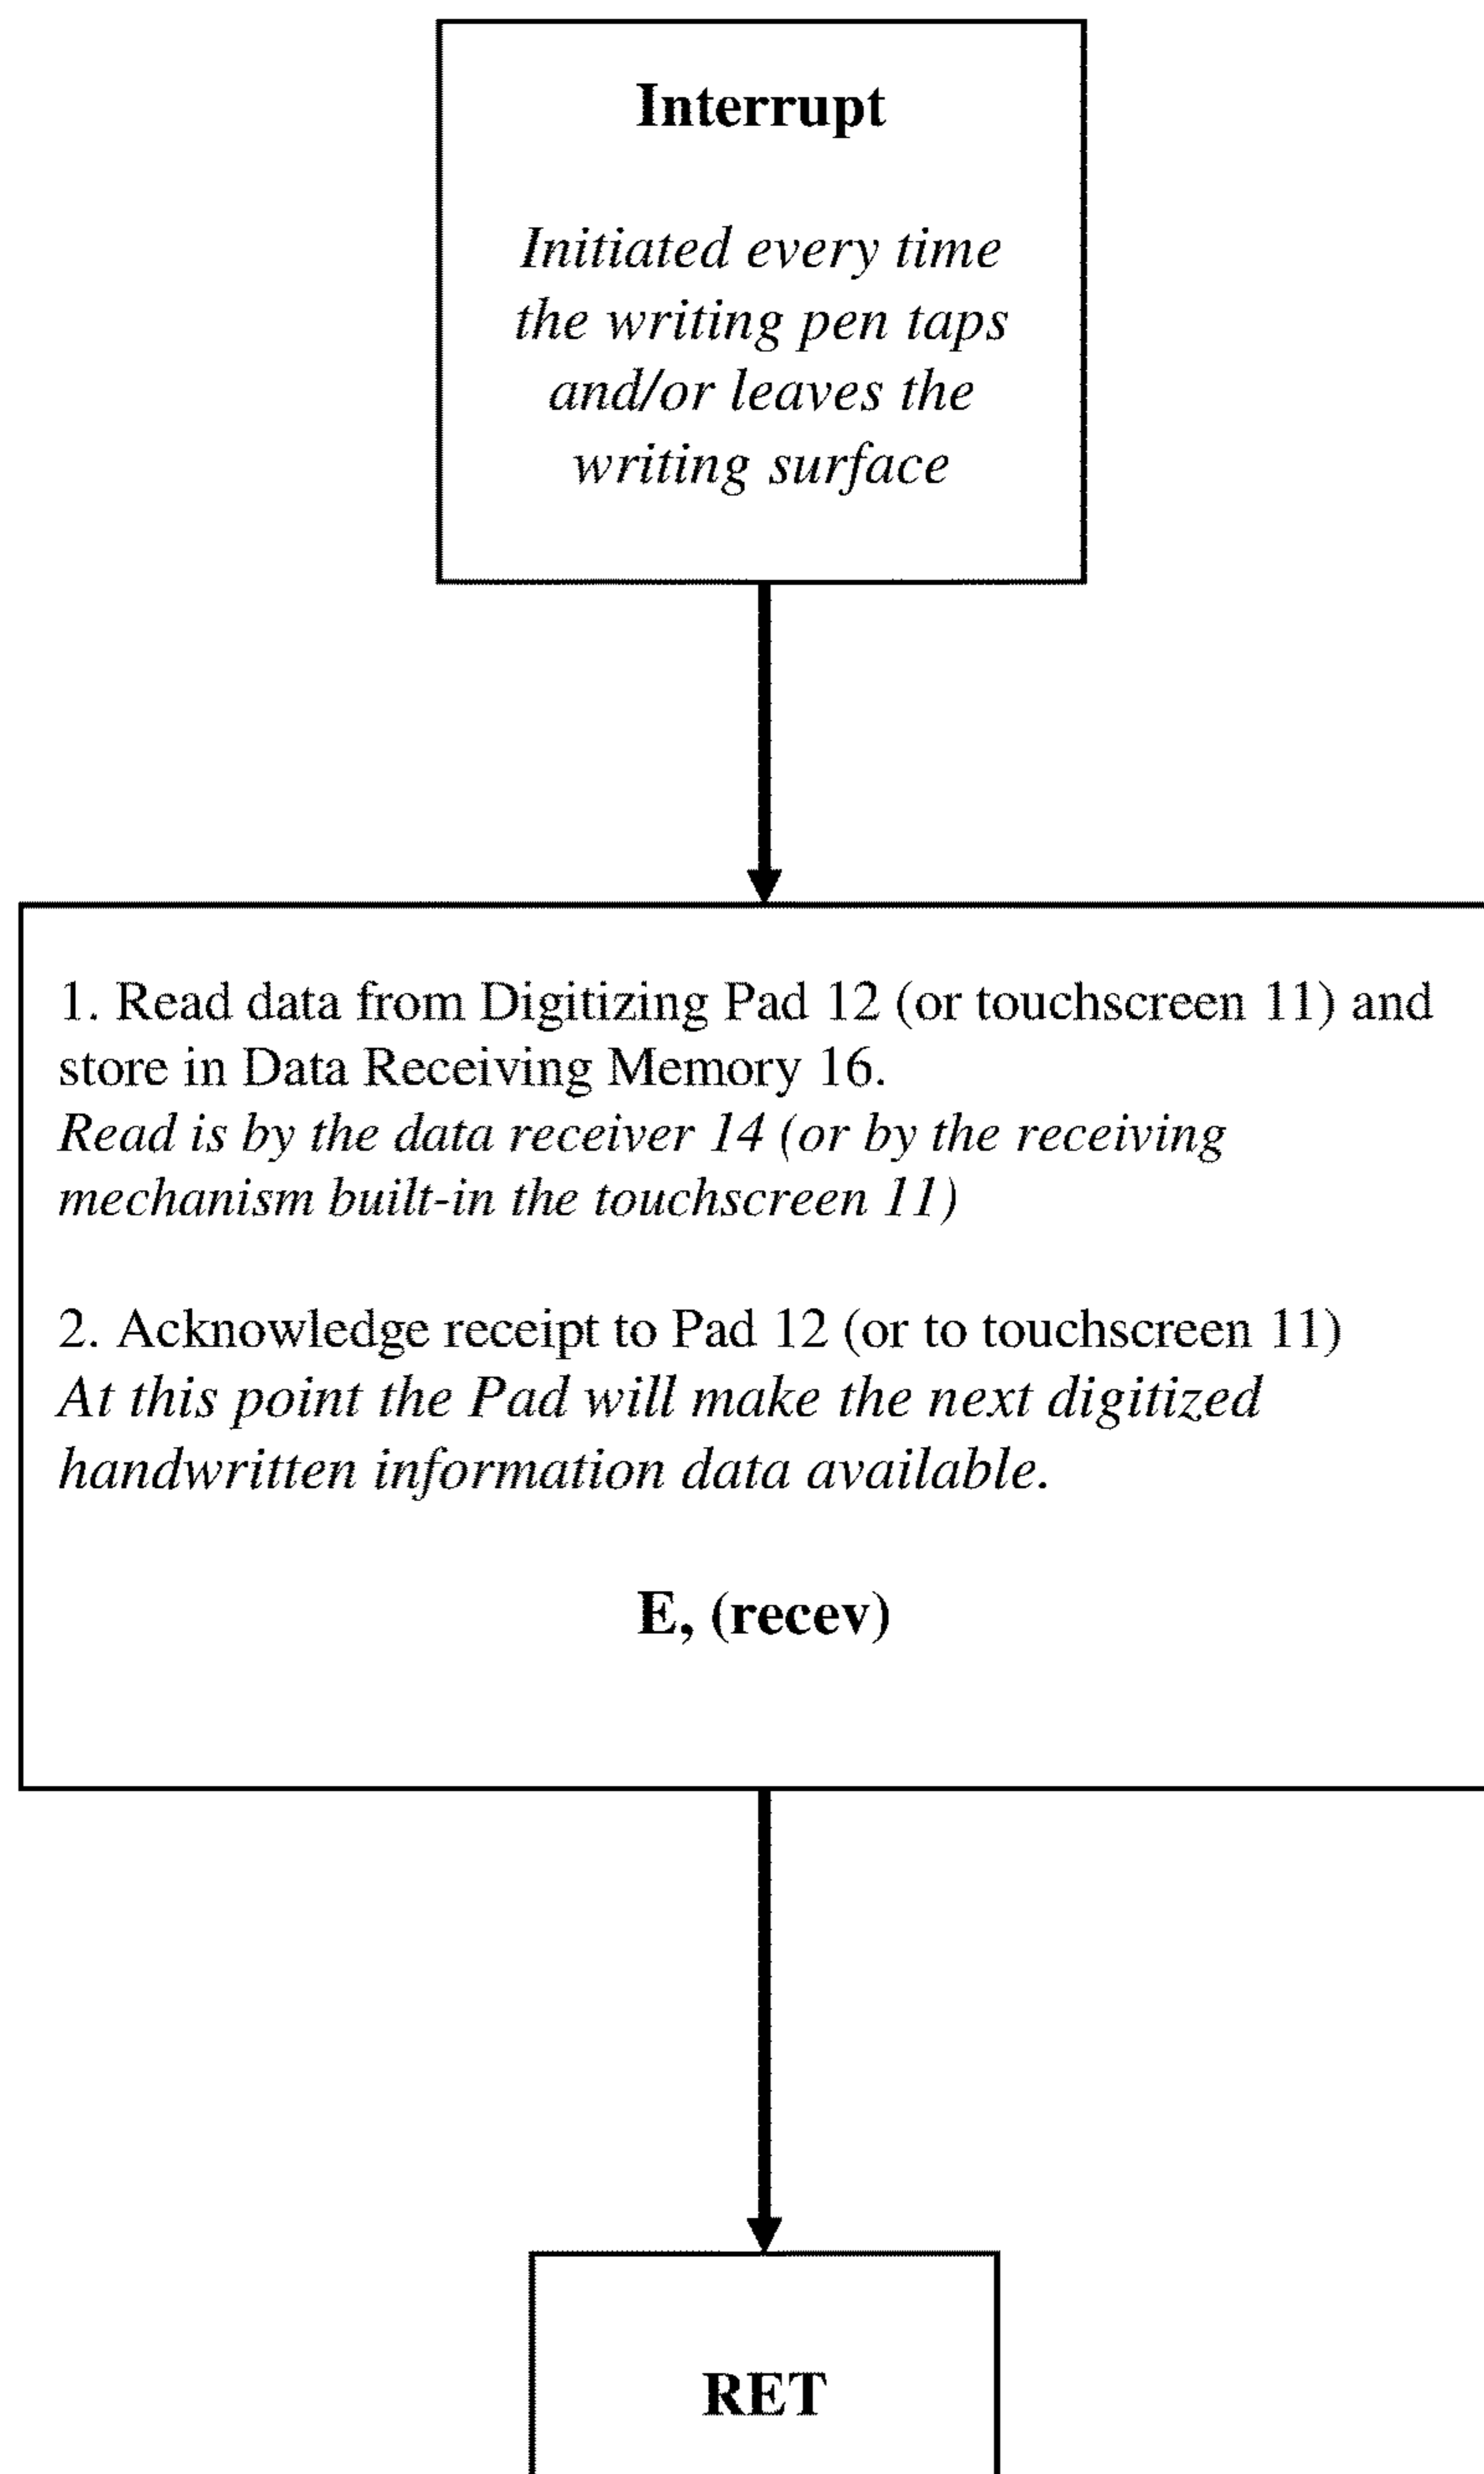 Interrupt
Initiated every time
the writing pen taps
and/or leaves the
writing surface
1. Read data from Digitizing Pad 12 (or touchscreen 11) and
store in Data Receiving Memory 16.
Read is by the data receiver 14 (or by the receiving
mechanism built-in the touchscreen 11)
2. Acknowledge receipt to Pad 12 (or to touchscreen 11)
At this point the Pad will make the next digitized
handwritten information data available.
E, (recev)
RET